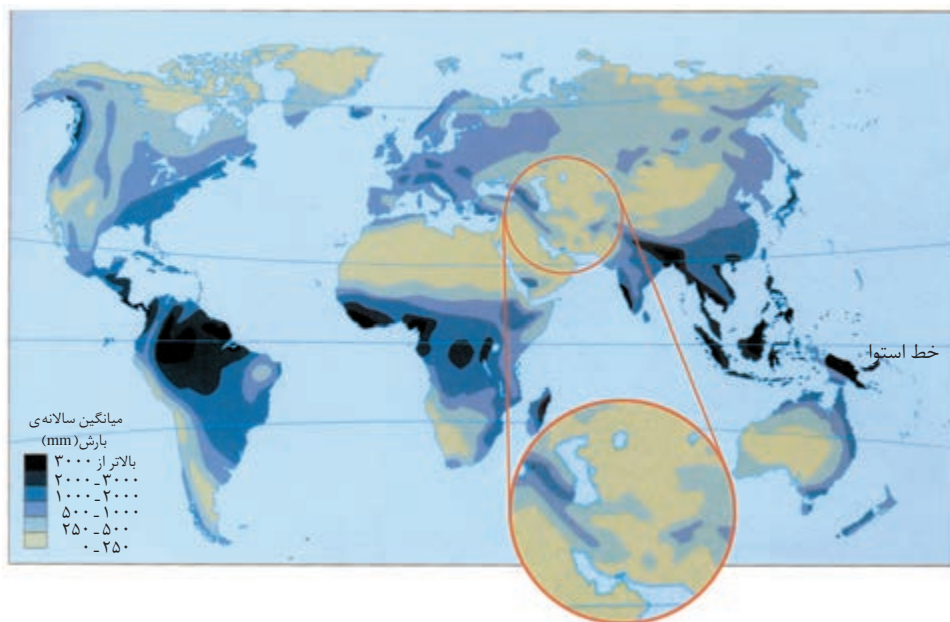 خط استوا
میانگین سالانه‌ی
بارش (mm)
بالاتر از ۳۰۰۰
۲۰۰۰ - ۳۰۰۰
۱۰۰۰ - ۲۰۰۰
۵۰۰ - ۱۰۰۰
۲۵۰ - ۵۰۰
۰ - ۲۵۰